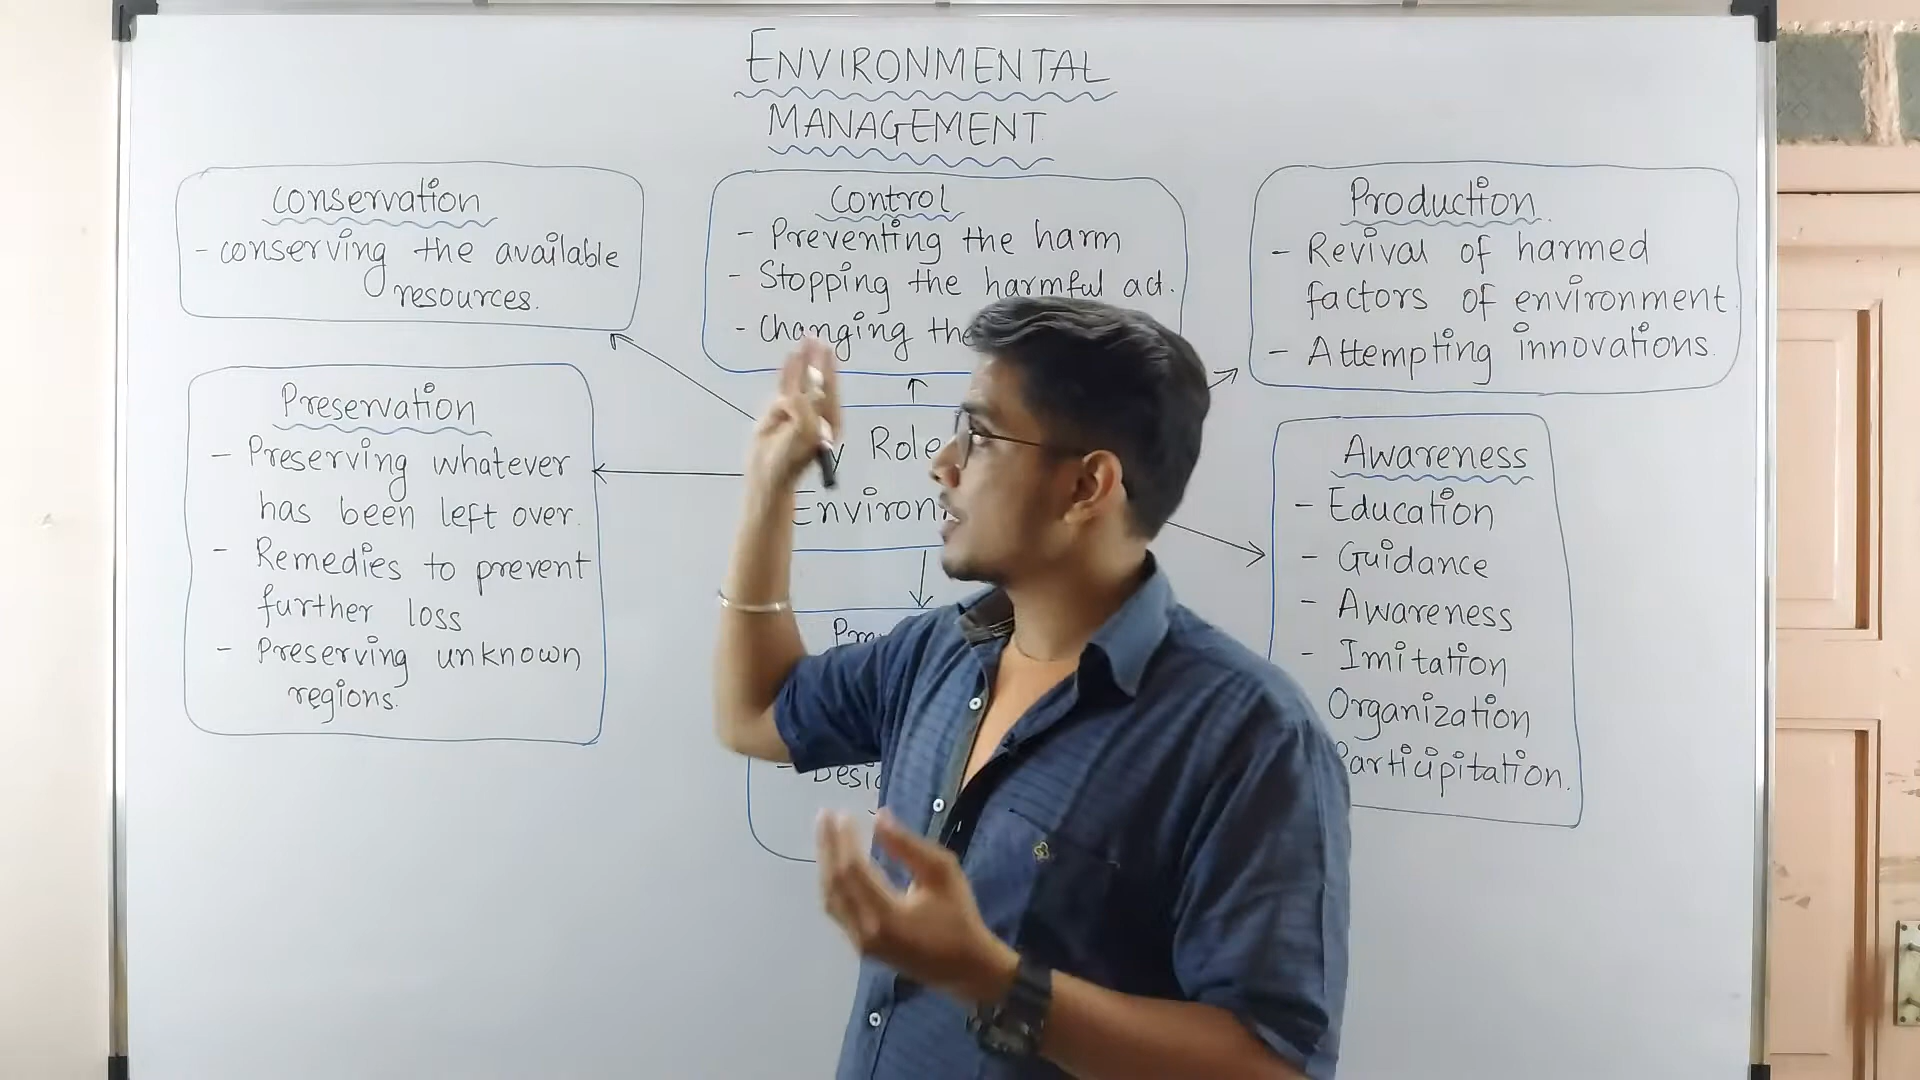 ENVIRONMENTAL
MANAGEMENT
conservation
- conserving the available
resources.
Control
- Preventing the harm
- Stopping the harmful act.
- Changing the
Production
- Revival of harmed
factors of environment.
- Attempting innovations.
Preservation
- Preserving whatever
has been left over.
- Remedies to prevent
further loss
- Preserving unknown
regions.
Role
Awareness
- Education
- Guidance
- Awareness
- Imitation
Organization
Participitation.